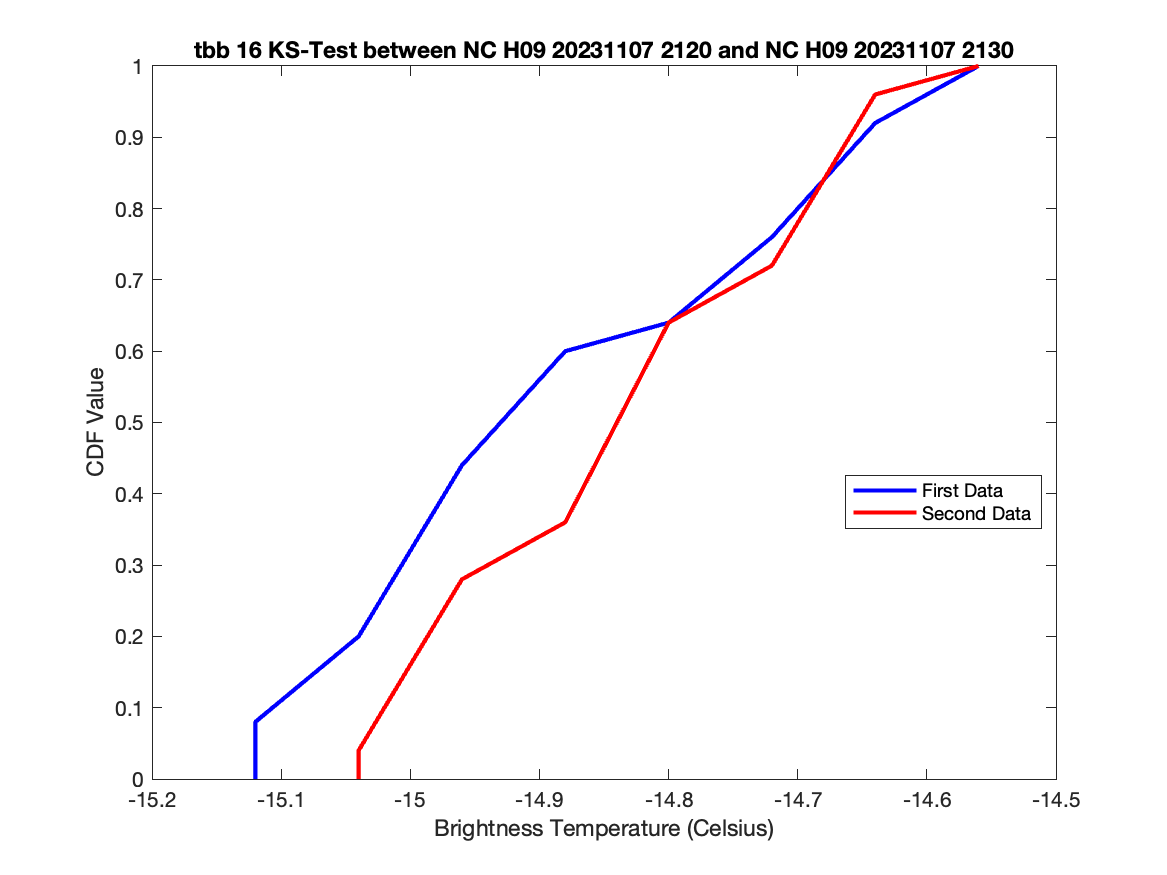 tbb 16 KS-Test between NC H09 20231107 2120 and NC H09 20231107 2130
1
0.9
0.8
0.7
0.6
0.5
0.4
0.3
0.2
0.1
0
CDF Value
First Data
Second Data
-15.2 -15.1 -15 -14.9 -14.8 -14.7 -14.6 -14.5
Brightness Temperature (Celsius)